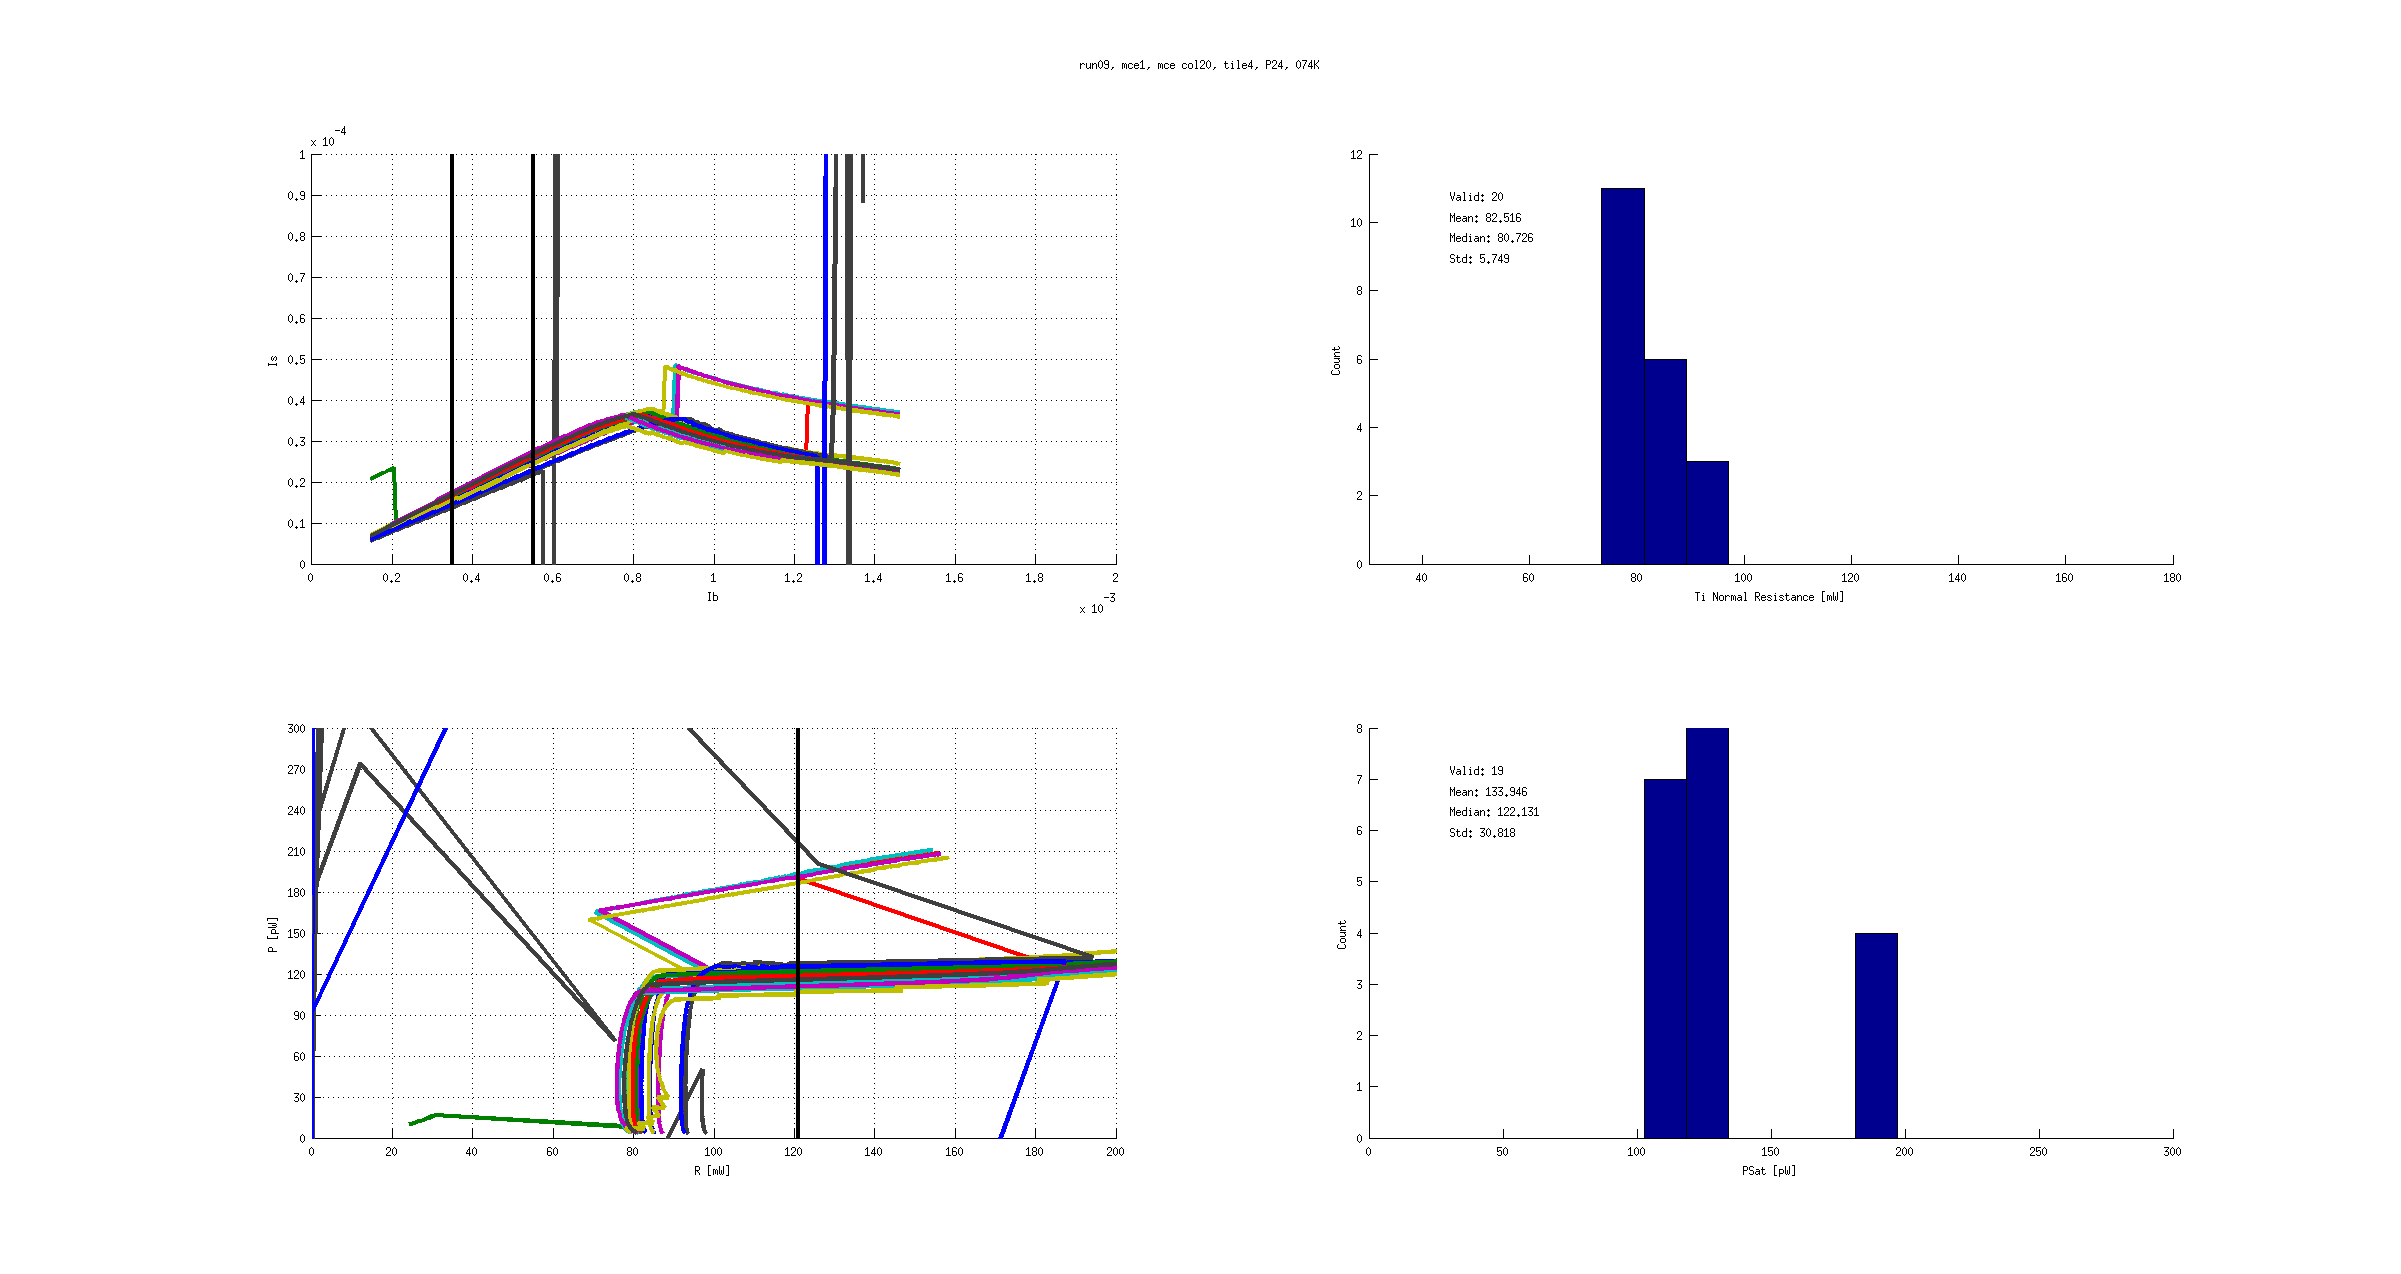 run09, mce1, mce col20, tile4, P24, 074K
x 10^-4
1
0.9
0.8
0.7
0.6
0.5
0.4
0.3
0.2
0.1
0
Is
0 0.2 0.4 0.6 0.8 1 1.2 1.4 1.6 1.8 2
Ib
x 10^-3
12
10
8
6
4
2
0
Count
Valid: 20
Mean: 82.516
Median: 80.726
Std: 5.749
40 60 80 100 120 140 160 180
Ti Normal Resistance [mW]
300
270
240
210
180
150
120
90
60
30
0
P [pW]
0 20 40 60 80 100 120 140 160 180 200
R [mW]
8
7
6
5
4
3
2
1
0
Count
Valid: 19
Mean: 133.946
Median: 122.131
Std: 30.818
0 50 100 150 200 250 300
PSat [pW]